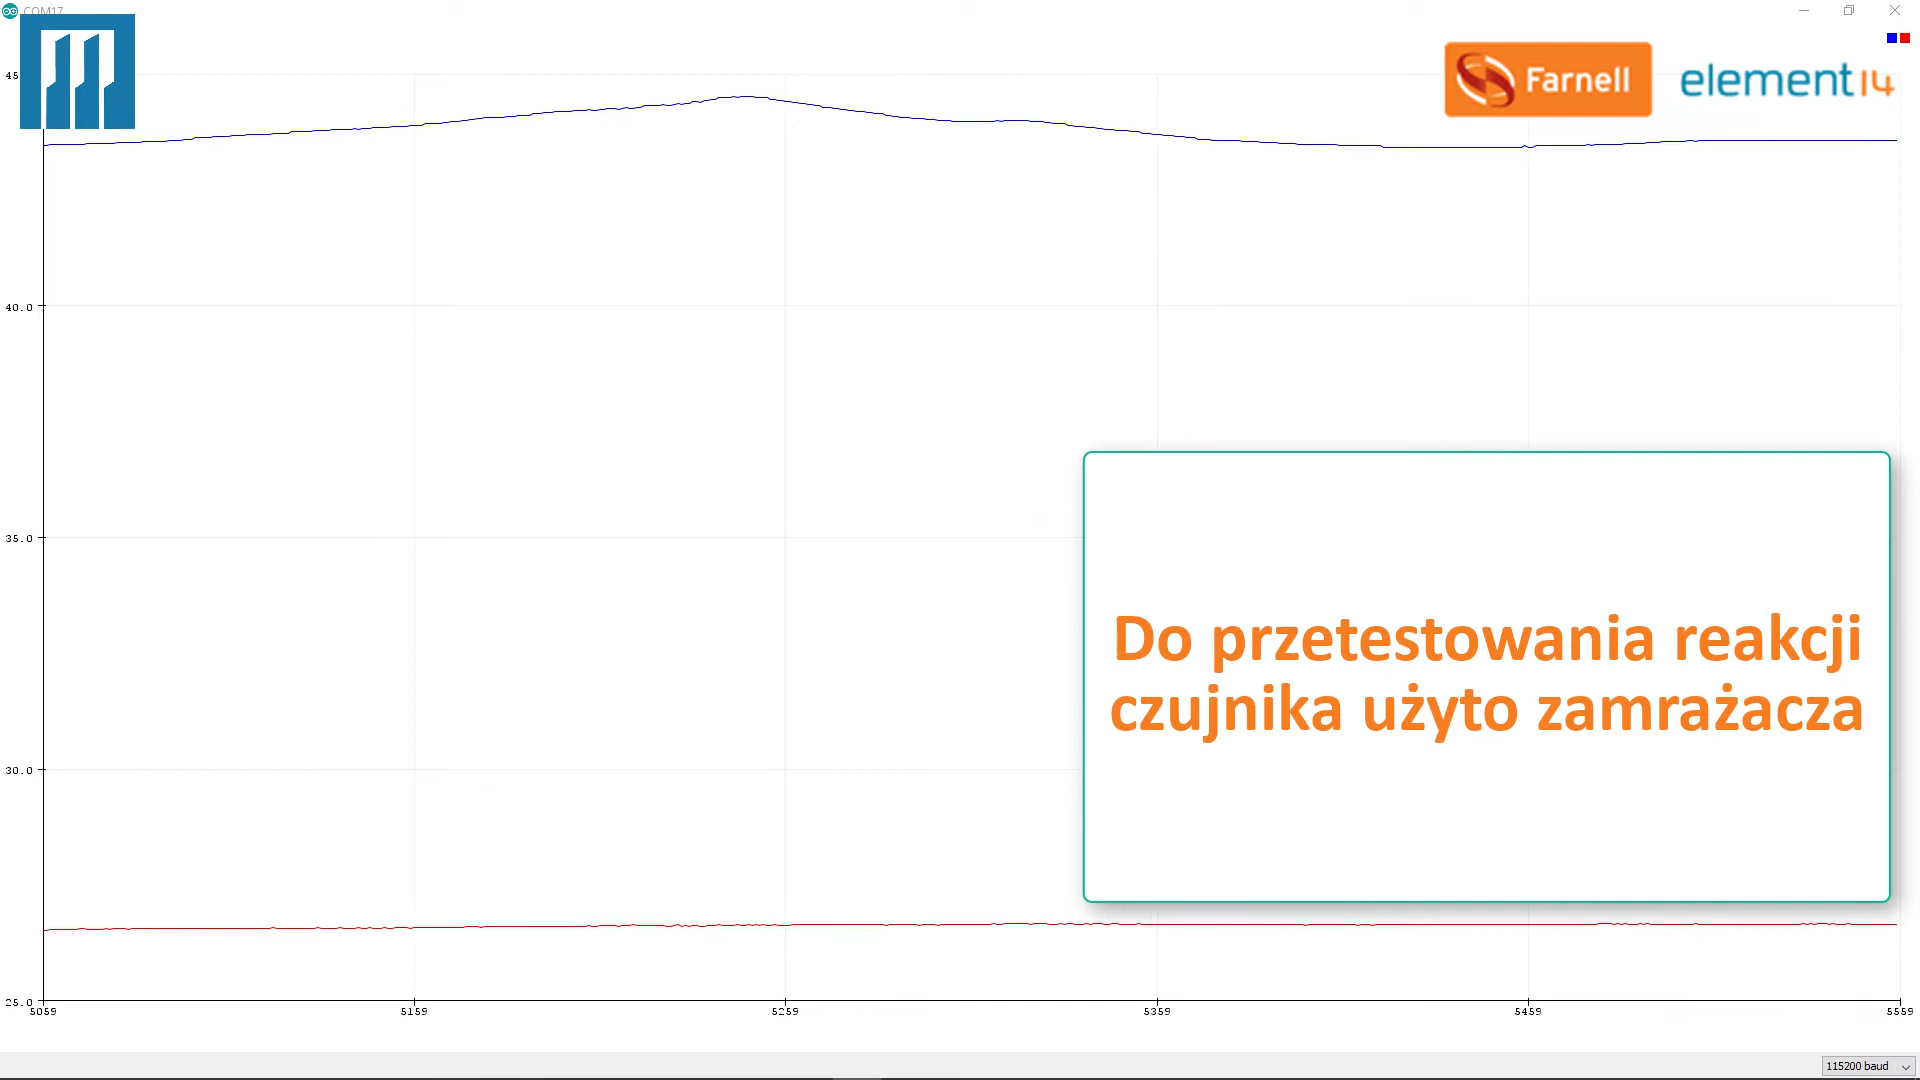 COM17
Farnell
element14
45
40.0
35.0
30.0
25.0
Do przetestowania reakcji
czujnika użyto zamrażacza
5059
5159
5259
5359
5459
5559
115200 baud